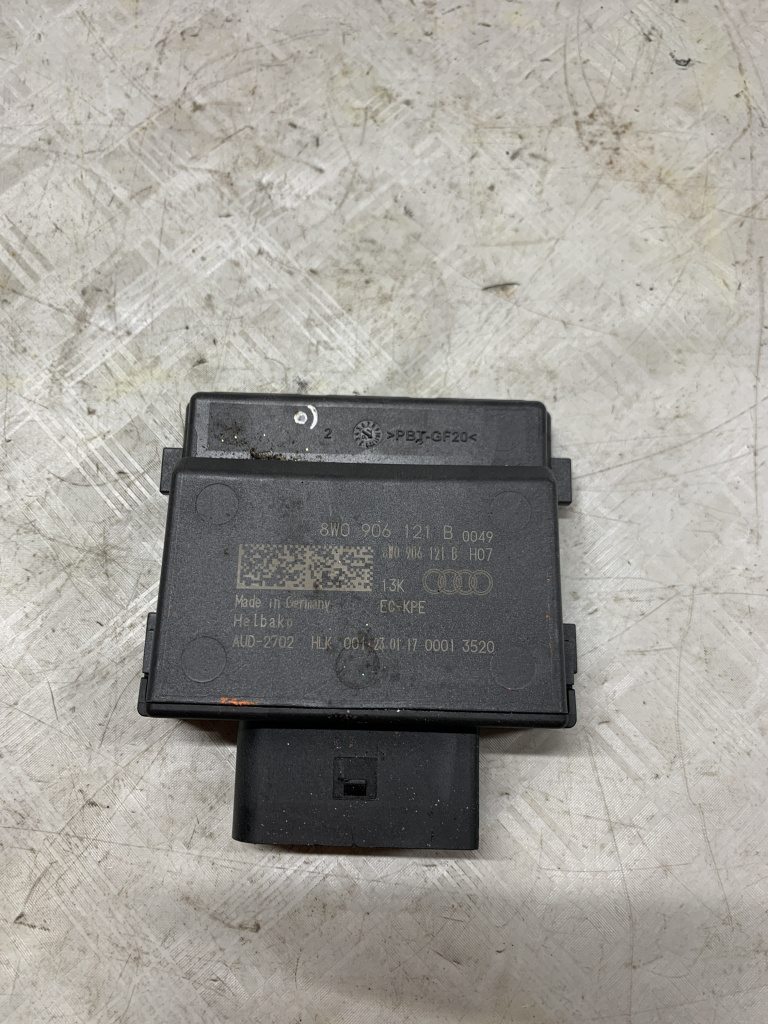 2 >PBT-GF20<
8W0 906 121 B 0049
8W0 906 121 B H07
13K
Made in Germany EC-KPE
Helbako
AUD-2702 HLK 001 23 01 17 0001 3520